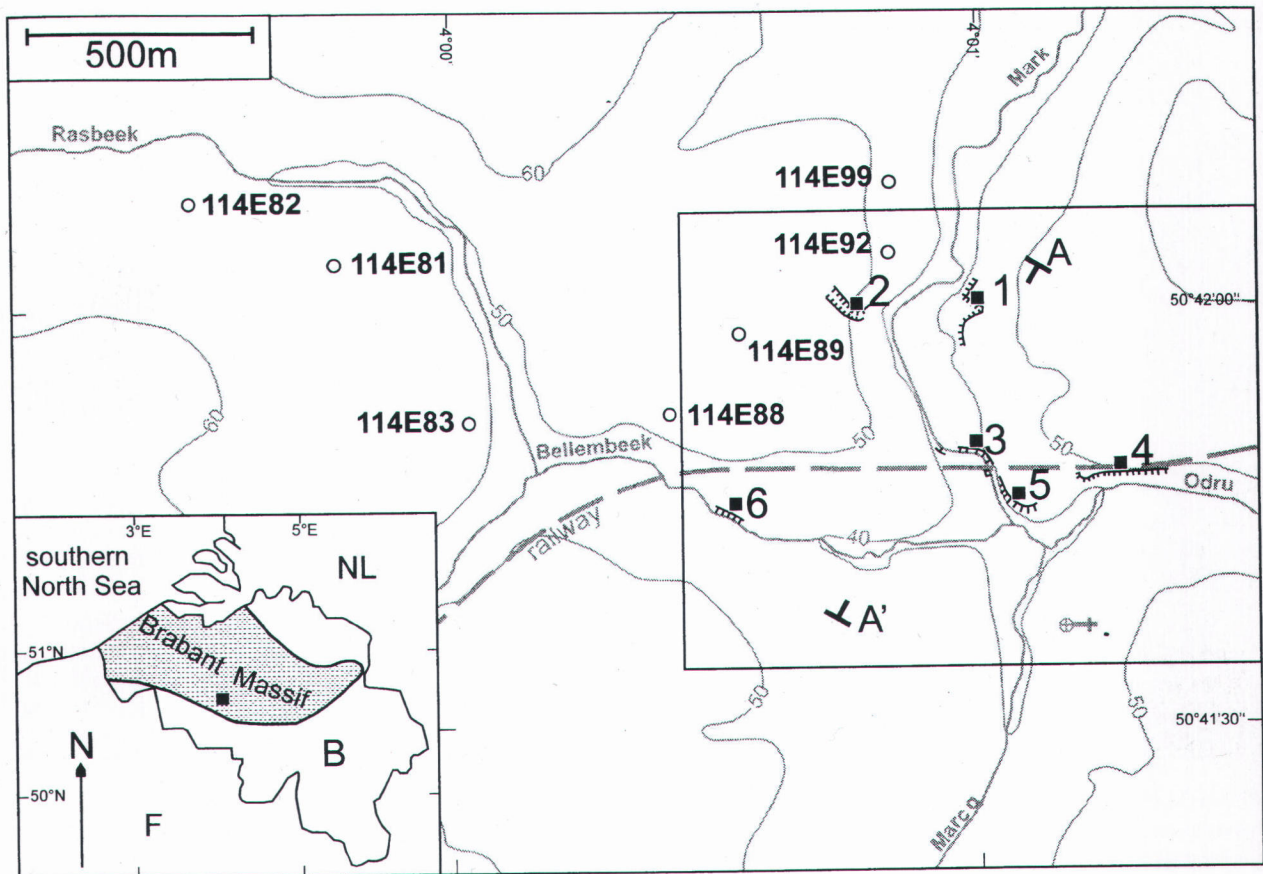 500m
4°00'
4°01'
Mark
Rasbeek
60
114E99
114E82
114E92
A
114E81
2
1
50°42'00"
50
114E89
60
114E83
114E88
50
3
50
4
Bellembeek
Odru
5
6
railway
40
A'
3°E
5°E
southern
North Sea
NL
51°N
Brabant Massif
50
50
50°41'30"
N
B
50°N
F
Marcq